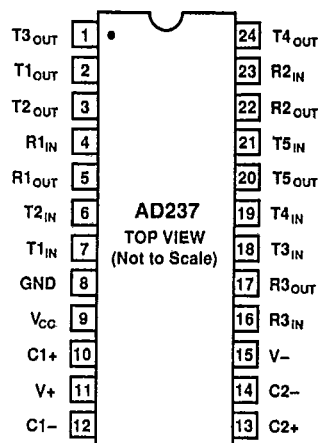 T3OUT 1 24 T4OUT
T1OUT 2 23 R2IN
T2OUT 3 22 R2OUT
R1IN 4 21 T5IN
R1OUT 5 20 T5OUT
T2IN 6 AD237 19 T4IN
T1IN 7 TOP VIEW 18 T3IN
GND 8 (Not to Scale) 17 R3OUT
VCC 9 16 R3IN
C1+ 10 15 V–
V+ 11 14 C2–
C1– 12 13 C2+